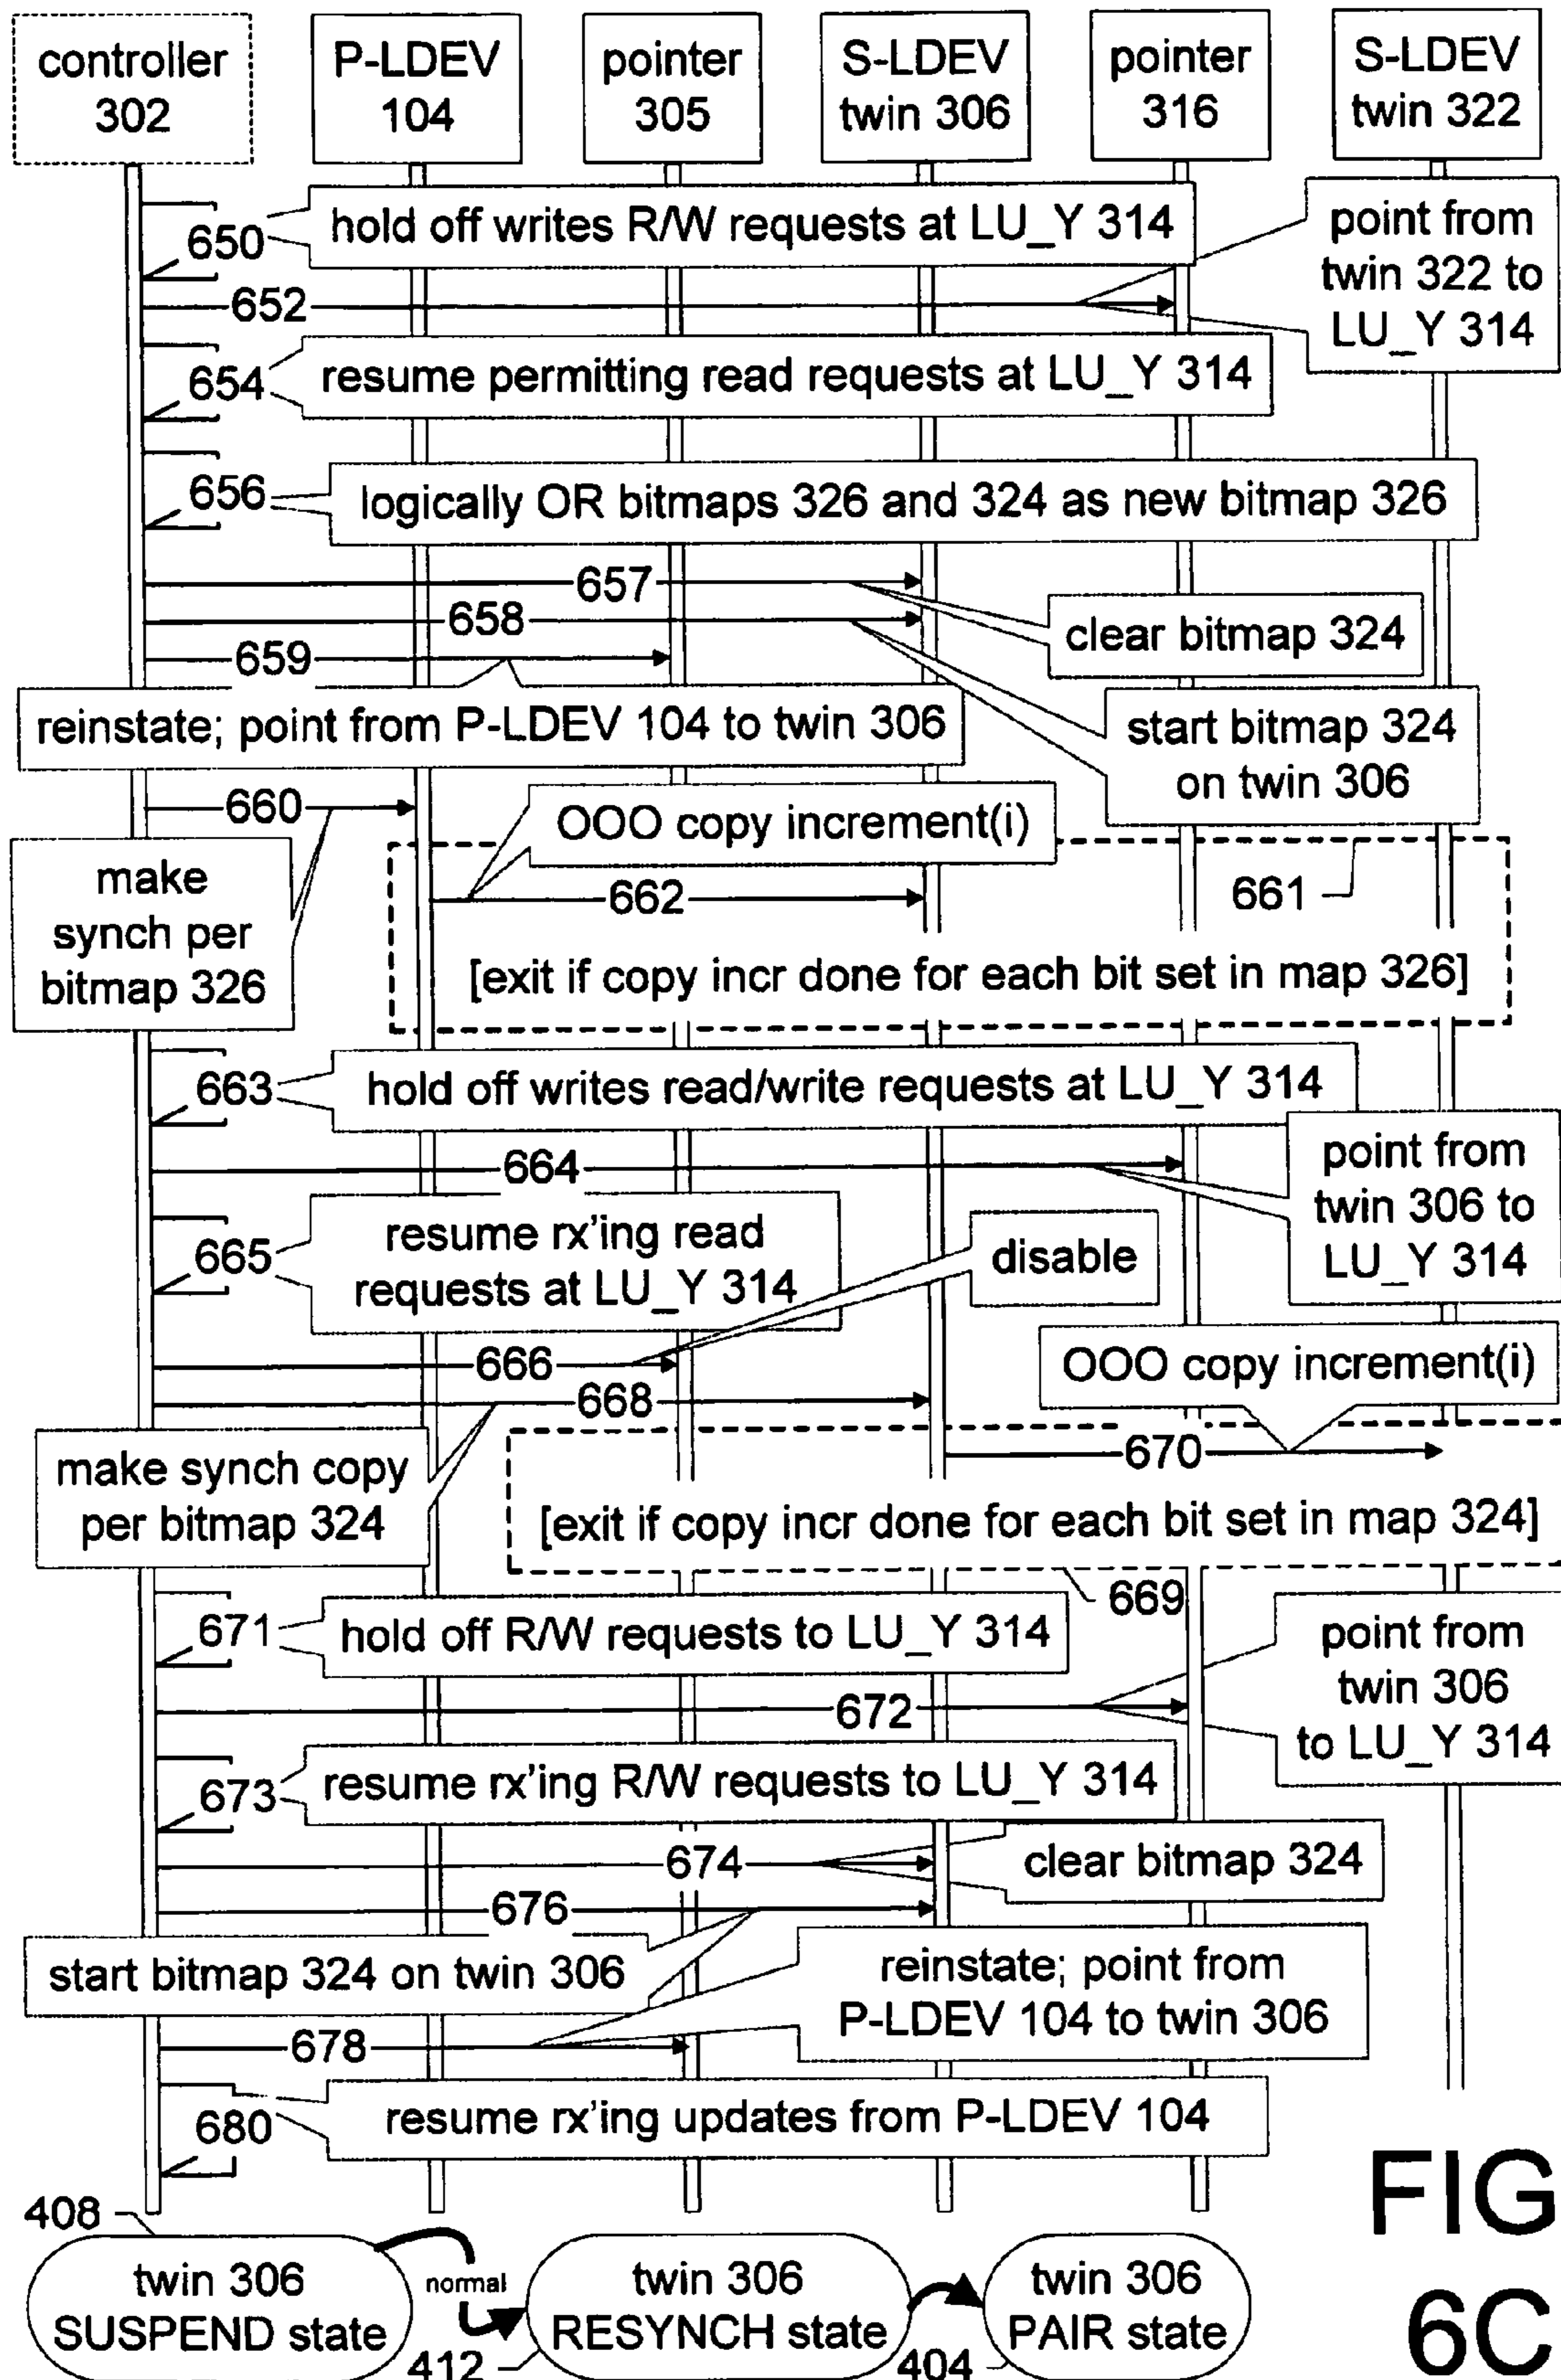 controller
302
P-LDEV
104
pointer
305
S-LDEV
twin 306
pointer
316
S-LDEV
twin 322
650
hold off writes R/W requests at LU_Y 314
point from
twin 322 to
LU_Y 314
652
654
resume permitting read requests at LU_Y 314
656
logically OR bitmaps 326 and 324 as new bitmap 326
657
clear bitmap 324
658
659
reinstate; point from P-LDEV 104 to twin 306
start bitmap 324
on twin 306
660
OOO copy increment(i)
make
synch per
bitmap 326
662
661
[exit if copy incr done for each bit set in map 326]
663
hold off writes read/write requests at LU_Y 314
664
point from
twin 306 to
LU_Y 314
665
resume rx'ing read
requests at LU_Y 314
disable
666
OOO copy increment(i)
668
make synch copy
per bitmap 324
670
[exit if copy incr done for each bit set in map 324]
669
671
hold off R/W requests to LU_Y 314
point from
twin 306
to LU_Y 314
672
673
resume rx'ing R/W requests to LU_Y 314
674
clear bitmap 324
676
start bitmap 324 on twin 306
reinstate; point from
P-LDEV 104 to twin 306
678
680
resume rx'ing updates from P-LDEV 104
FIG
6C
408
twin 306
SUSPEND state
normal
412
twin 306
RESYNCH state
404
twin 306
PAIR state